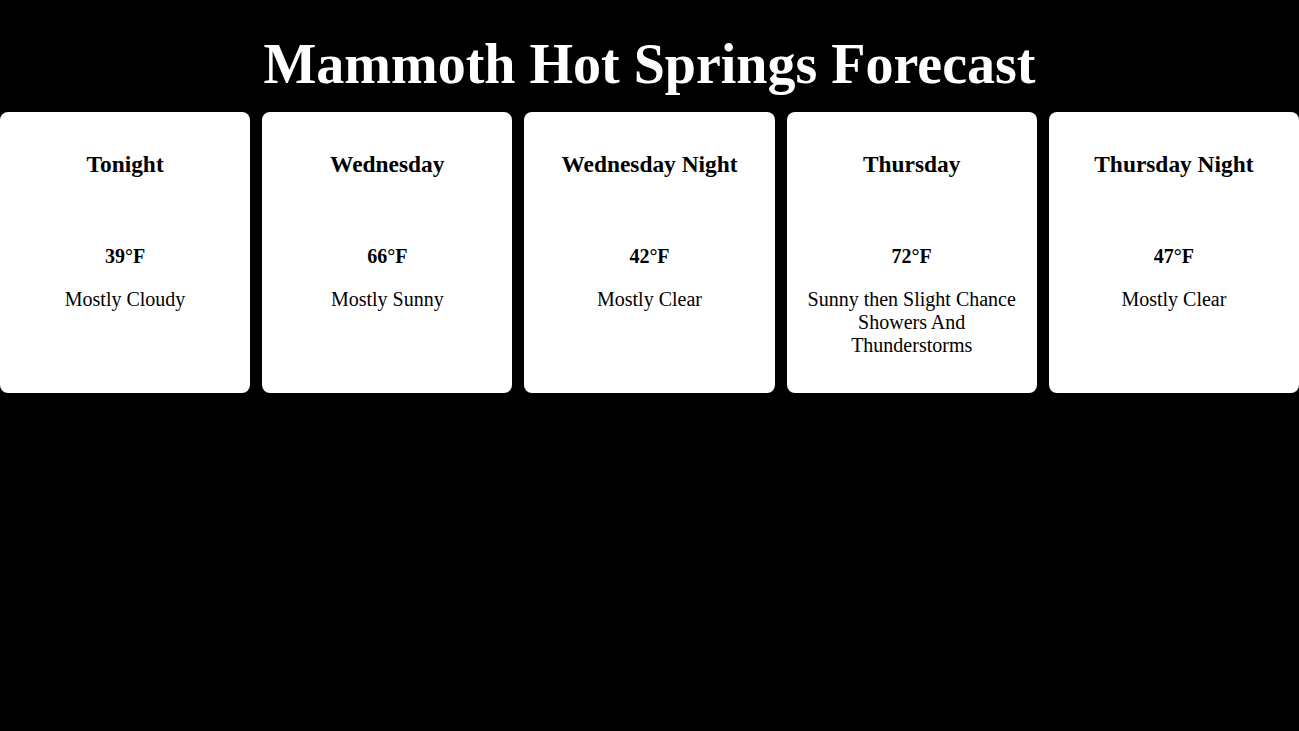 Mammoth Hot Springs Forecast
Tonight
39°F
Mostly Cloudy
Wednesday
66°F
Mostly Sunny
Wednesday Night
42°F
Mostly Clear
Thursday
72°F
Sunny then Slight Chance
Showers And
Thunderstorms
Thursday Night
47°F
Mostly Clear